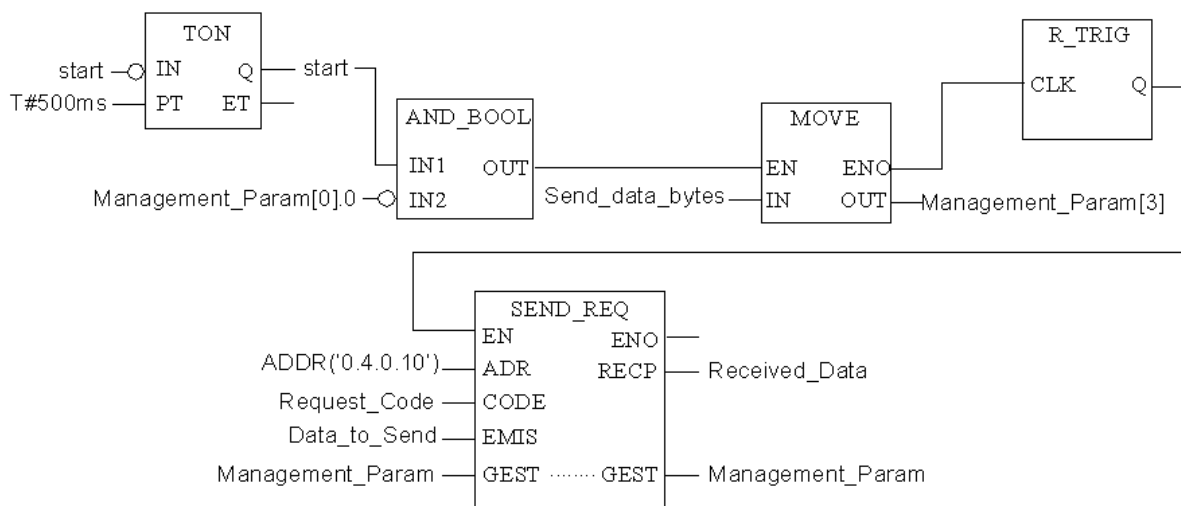 TON
start IN Q start
T#500ms PT ET
AND_BOOL
IN1 OUT
Management_Param[0].0 IN2
MOVE
EN ENO
Send_data_bytes IN OUT Management_Param[3]
R_TRIG
CLK Q
SEND_REQ
EN ENO
ADDR('0.4.0.10') ADR RECP Received_Data
Request_Code CODE
Data_to_Send EMIS
Management_Param GEST ....... GEST Management_Param